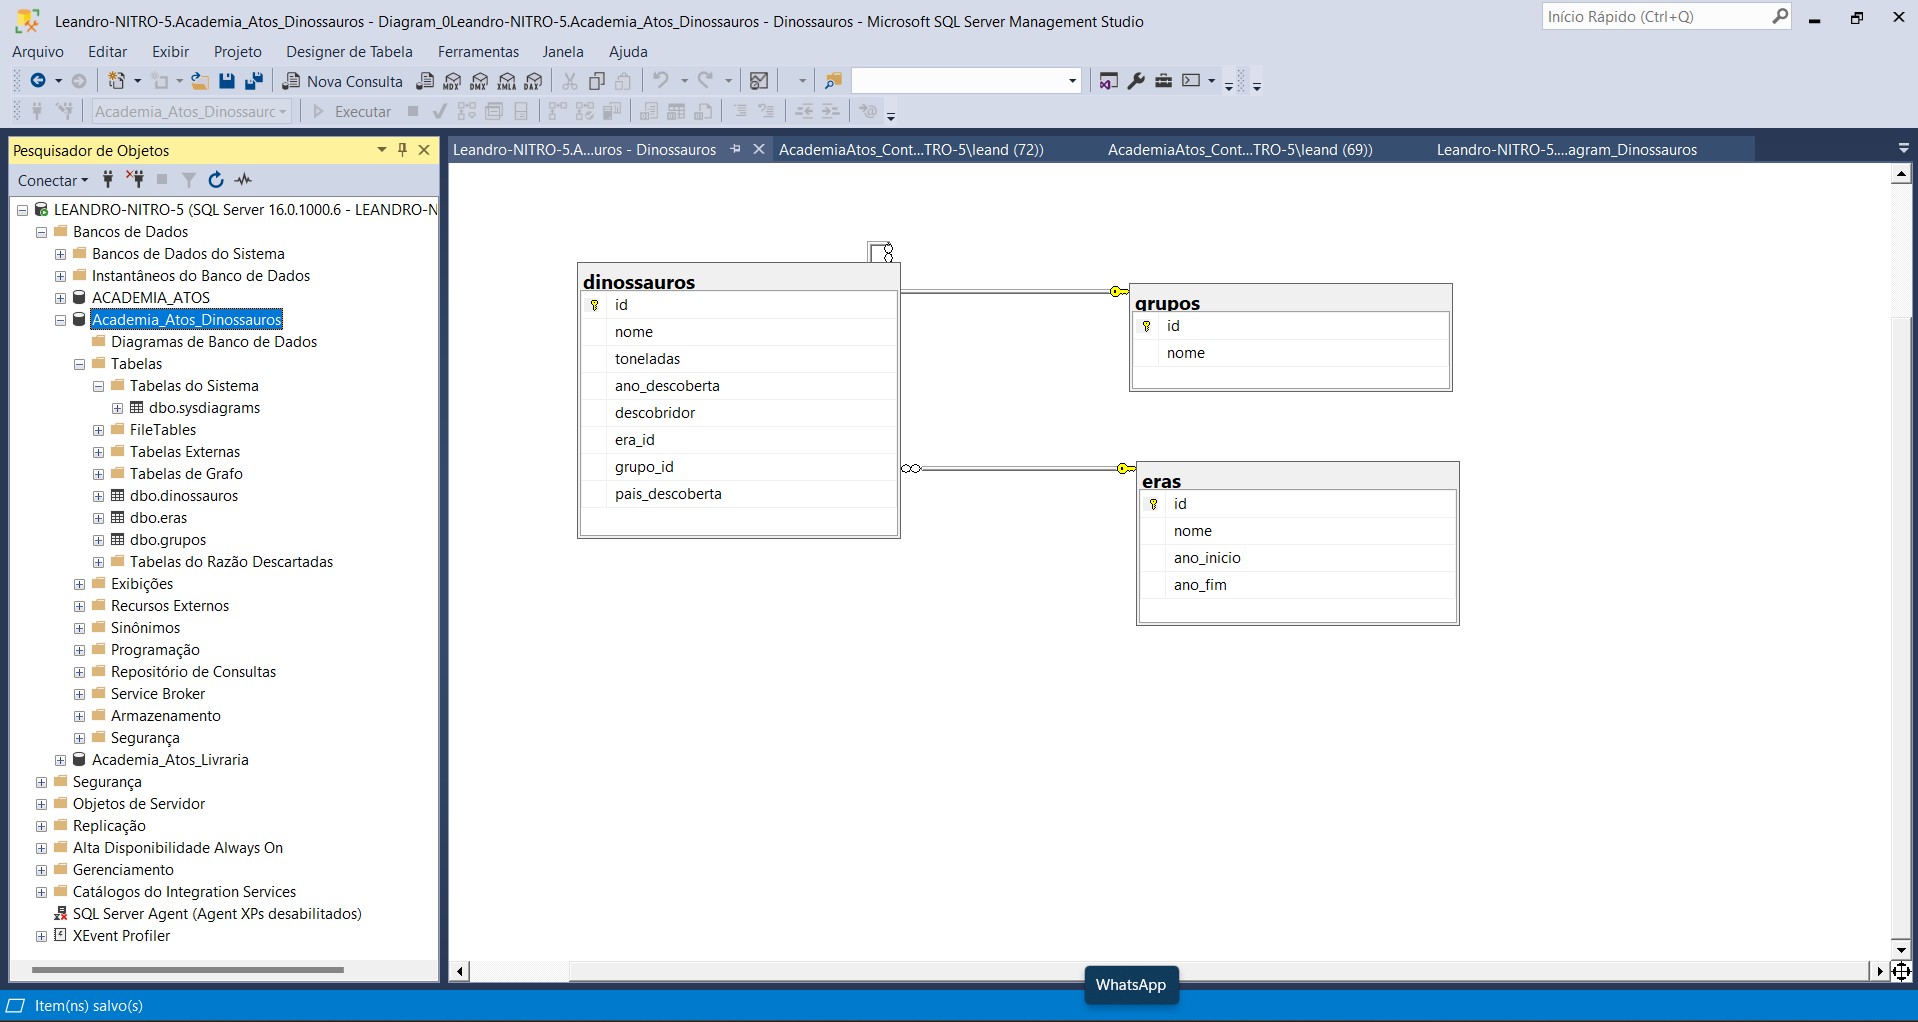 Leandro-NITRO-5.Academia_Atos_Dinossauros - Diagram_0Leandro-NITRO-5.Academia_Atos_Dinossauros - Dinossauros - Microsoft SQL Server Management Studio
Início Rápido (Ctrl+Q)
Arquivo Editar Exibir Projeto Designer de Tabela Ferramentas Janela Ajuda
Nova Consulta MDX DMX XMLA DAX
Academia_Atos_Dinossaurc Executar
Pesquisador de Objetos
Leandro-NITRO-5.A...uros - Dinossauros AcademiaAtos_Cont...TRO-5\leand (72)) AcademiaAtos_Cont...TRO-5\leand (69)) Leandro-NITRO-5....agram_Dinossauros
Conectar
LEANDRO-NITRO-5 (SQL Server 16.0.1000.6 - LEANDRO-N
Bancos de Dados
Bancos de Dados do Sistema
Instantâneos do Banco de Dados
ACADEMIA_ATOS
Academia_Atos_Dinossauros
Diagramas de Banco de Dados
Tabelas
Tabelas do Sistema
dbo.sysdiagrams
FileTables
Tabelas Externas
Tabelas de Grafo
dbo.dinossauros
dbo.eras
dbo.grupos
Tabelas do Razão Descartadas
Exibições
Recursos Externos
Sinônimos
Programação
Repositório de Consultas
Service Broker
Armazenamento
Segurança
Academia_Atos_Livraria
Segurança
Objetos de Servidor
Replicação
Alta Disponibilidade Always On
Gerenciamento
Catálogos do Integration Services
SQL Server Agent (Agent XPs desabilitados)
XEvent Profiler
dinossauros
id
nome
toneladas
ano_descoberta
descobridor
era_id
grupo_id
pais_descoberta
grupos
id
nome
eras
id
nome
ano_inicio
ano_fim
WhatsApp
Item(ns) salvo(s)